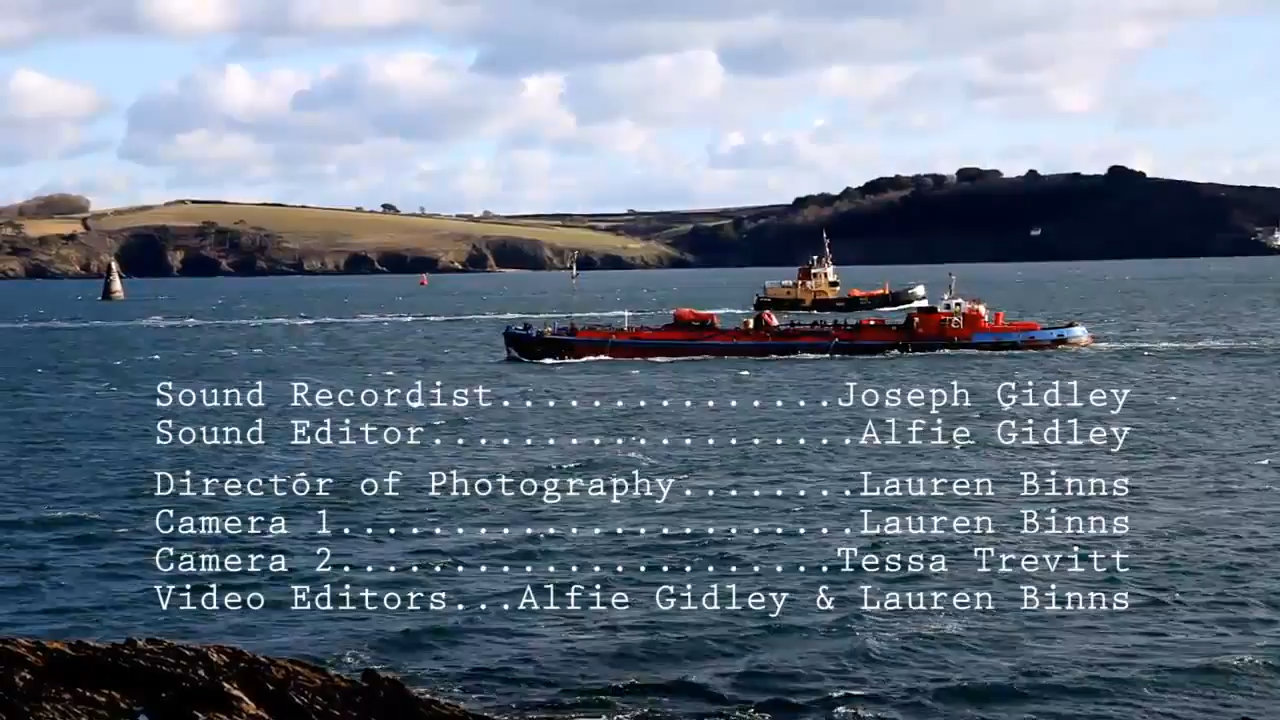 Sound Recordist...............Joseph Gidley
Sound Editor...................Alfie Gidley
Director of Photography........Lauren Binns
Camera 1.......................Lauren Binns
Camera 2......................Tessa Trevitt
Video Editors...Alfie Gidley & Lauren Binns